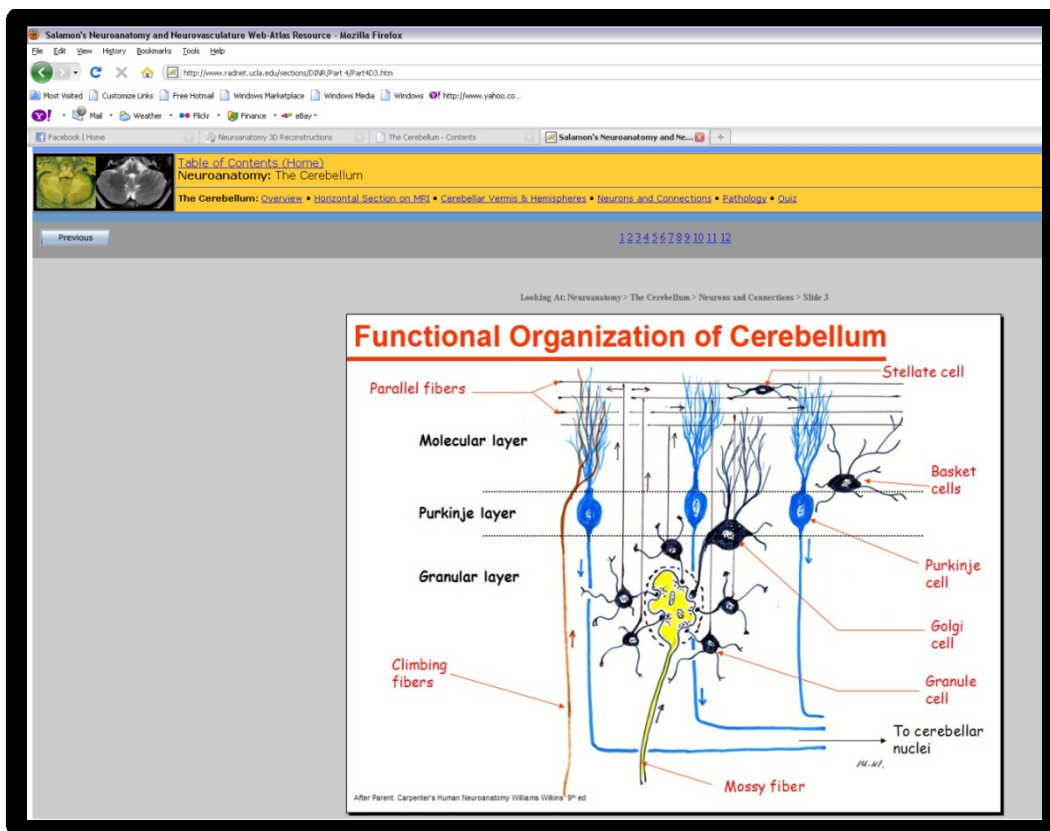 Salamon's Neuroanatomy and Neurovasculature Web-Atlas Resource - Mozilla Firefox
File Edit View History Bookmarks Tools Help
http://www.radnet.ucla.edu/sections/DINR/Part 4/Part4D3.htm
Most Visited Customize Links Free Hotmail Windows Marketplace Windows Media Windows http://www.yahoo.co...
Mail Weather Flickr Finance eBay
Facebook | Home Neuroanatomy 3D Reconstructions The Cerebellum - Contents Salamon's Neuroanatomy and Ne...
Table of Contents (Home)
Neuroanatomy: The Cerebellum
The Cerebellum: Overview • Horizontal Section on MRI • Cerebellar Vermis & Hemispheres • Neurons and Connections • Pathology • Quiz
Previous
1 2 3 4 5 6 7 8 9 10 11 12
Looking At: Neuroanatomy > The Cerebellum > Neurons and Connections > Slide 3
Functional Organization of Cerebellum
Stellate cell
Parallel fibers
Molecular layer
Basket
cells
Purkinje layer
Purkinje
cell
Granular layer
Golgi
cell
Climbing
fibers
Granule
cell
To cerebellar
nuclei
Mossy fiber
After Parent. Carpenter's Human Neuroanatomy Williams Wilkins 9th ed